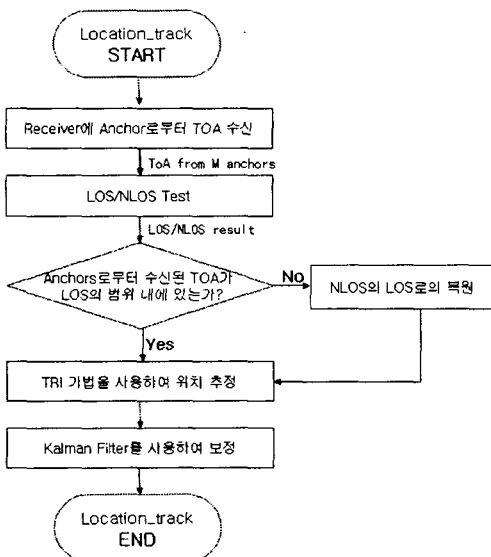 Location_track
START
Receiver에 Anchor로부터 TOA 수신
ToA from M anchors
LOS/NLOS Test
LOS/NLOS result
Anchors로부터 수신된 TOA가
LOS의 범위 내에 있는가?
No
NLOS의 LOS로의 복원
Yes
TRI 기법을 사용하여 위치 추정
Kalman Filter를 사용하여 보정
Location_track
END